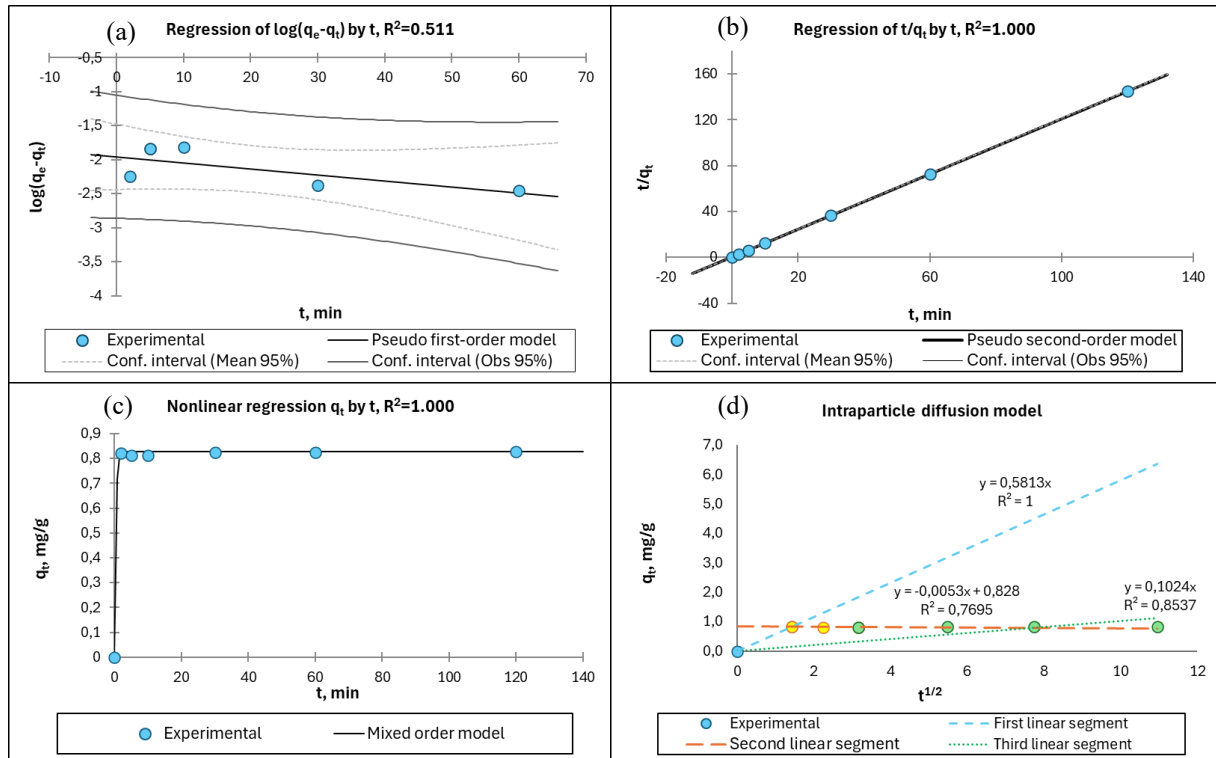 (a)
Regression of log(qe-qt) by t, R²=0.511
-0,5
-10 0 10 20 30 40 50 60 70
-1
-1,5
-2
-2,5
-3
-3,5
-4
log(qe-qt)
t, min
Experimental
Pseudo first-order model
Conf. interval (Mean 95%)
Conf. interval (Obs 95%)
(b)
Regression of t/qt by t, R²=1.000
160
120
80
40
0
-40
-20 20 60 100 140
t/qt
t, min
Experimental
Pseudo second-order model
Conf. interval (Mean 95%)
Conf. interval (Obs 95%)
(c)
Nonlinear regression qt by t, R²=1.000
0,9
0,8
0,7
0,6
0,5
0,4
0,3
0,2
0,1
0
0 20 40 60 80 100 120 140
qt, mg/g
t, min
Experimental
Mixed order model
(d)
Intraparticle diffusion model
7,0
6,0
5,0
4,0
3,0
2,0
1,0
0,0
y = 0,5813x
R² = 1
y = -0,0053x + 0,828
R² = 0,7695
y = 0,1024x
R² = 0,8537
0 2 4 6 8 10 12
qt, mg/g
t1/2
Experimental
First linear segment
Second linear segment
Third linear segment